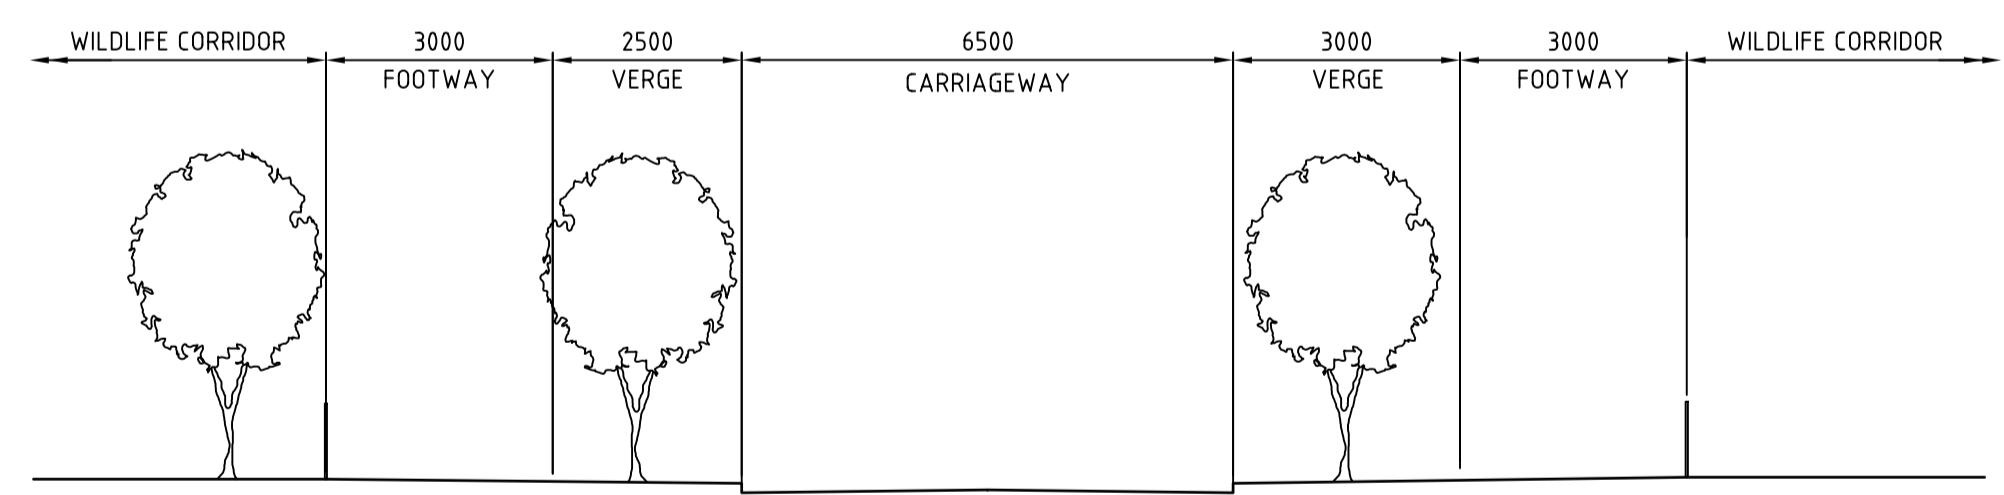 WILDLIFE CORRIDOR 3000 2500 6500 3000 3000 WILDLIFE CORRIDOR
FOOTWAY VERGE CARRIAGEWAY VERGE FOOTWAY